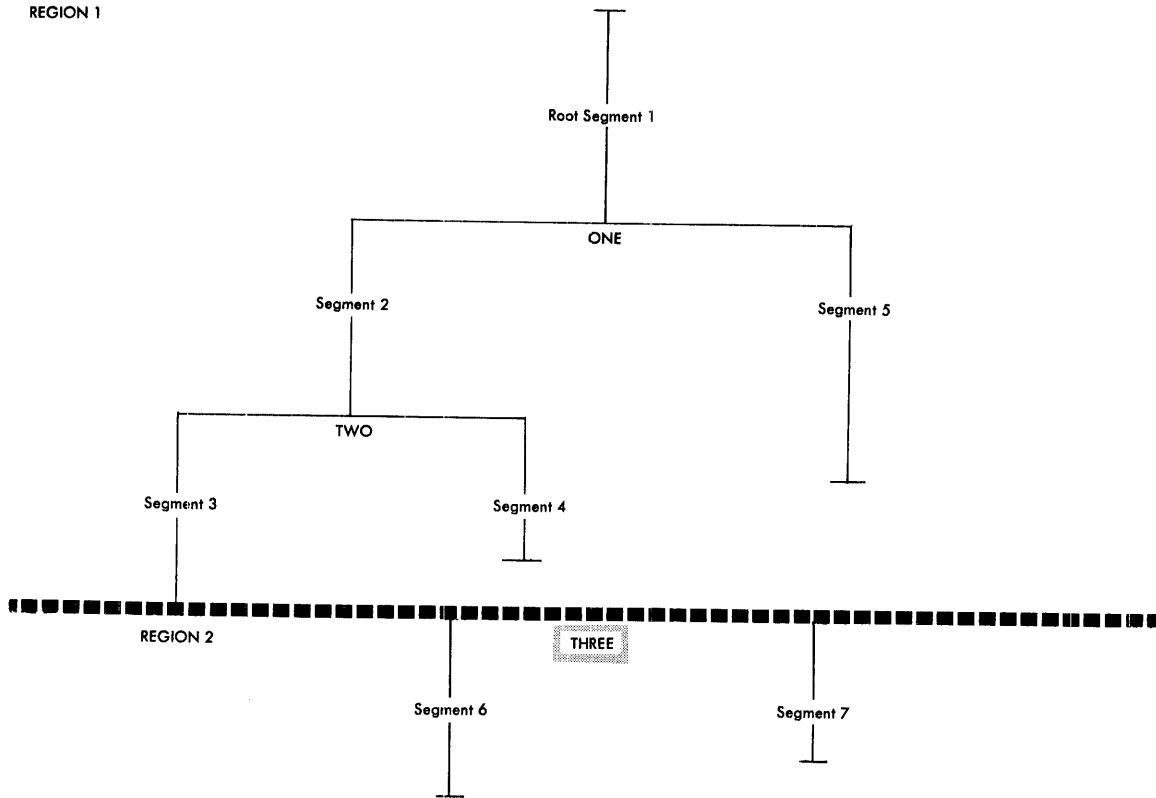 REGION 1
Root Segment 1
ONE
Segment 2
Segment 5
TWO
Segment 3
Segment 4
REGION 2
THREE
Segment 6
Segment 7